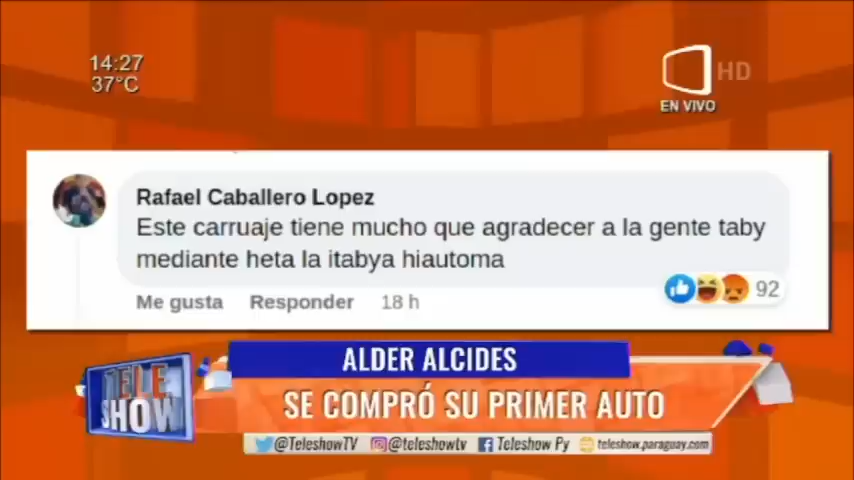 14:27
37°C
HD
EN VIVO
Rafael Caballero Lopez
Este carruaje tiene mucho que agradecer a la gente taby
mediante heta la itabya hiautoma
Me gusta Responder 18 h
92
TELE
SHOW
ALDER ALCIDES
SE COMPRÓ SU PRIMER AUTO
@TeleshowTV @teleshowtv Teleshow Py teleshow.paraguay.com